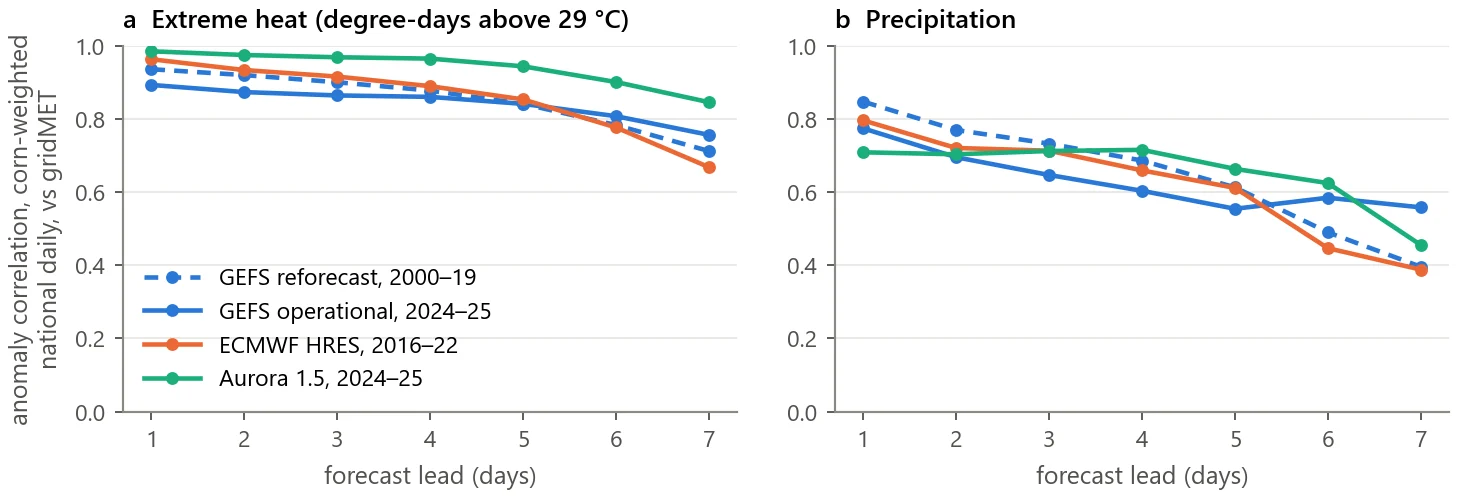 a Extreme heat (degree-days above 29 °C)
anomaly correlation, corn-weighted
national daily, vs gridMET
1.0
0.8
0.6
0.4
0.2
0.0
GEFS reforecast, 2000–19
GEFS operational, 2024–25
ECMWF HRES, 2016–22
Aurora 1.5, 2024–25
1 2 3 4 5 6 7
forecast lead (days)
b Precipitation
1.0
0.8
0.6
0.4
0.2
0.0
1 2 3 4 5 6 7
forecast lead (days)